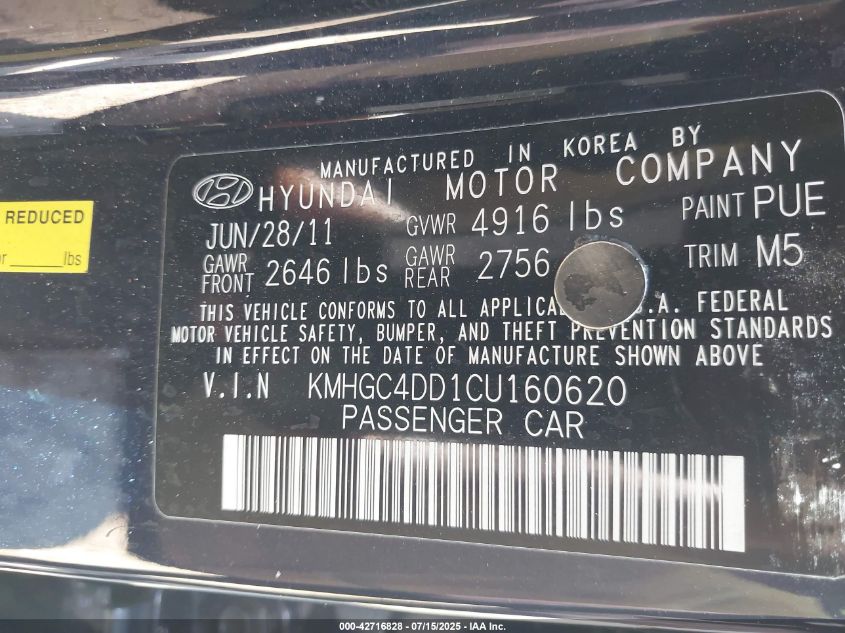 MANUFACTURED IN KOREA BY
HYUNDAI MOTOR COMPANY
JUN/28/11 GVWR 4916 lbs PAINT PUE
GAWR FRONT 2646 lbs GAWR REAR 2756 TRIM M5
THIS VEHICLE CONFORMS TO ALL .A. FEDERAL
MOTOR VEHICLE SAFETY, BUMPER, AND THEFT PREVENTION STANDARDS
IN EFFECT ON THE DATE OF MANUFACTURE SHOWN ABOVE
V.I.N KMHGC4DD1CU160620
PASSENGER CAR
REDUCED
lbs
000-42716828 - 07/15/2025 - IAA Inc.